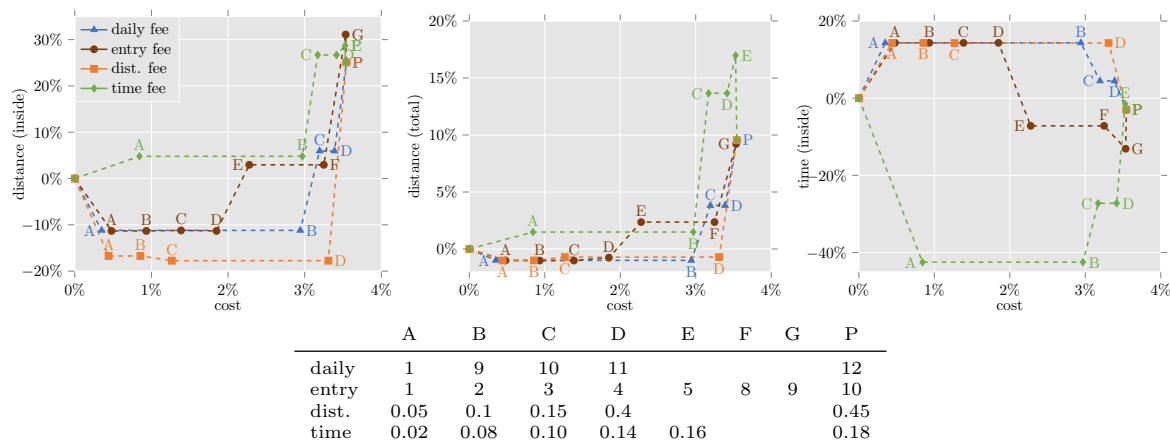 daily fee
entry fee
dist. fee
time fee
distance (inside)
30%
20%
10%
0%
−10%
−20%
0% 1% 2% 3% 4%
cost
A A A A B B B C C D E F B C D C D D G E P
distance (total)
20%
15%
10%
5%
0%
0% 1% 2% 3% 4%
cost
A A A A B B C C D E F B B C D D C D E G P
time (inside)
20%
0%
−20%
−40%
0% 1% 2% 3% 4%
cost
A A A B B C C D B D C D E F E P G C D A B
A B C D E F G P
daily 1 9 10 11 12
entry 1 2 3 4 5 8 9 10
dist. 0.05 0.1 0.15 0.4 0.45
time 0.02 0.08 0.10 0.14 0.16 0.18